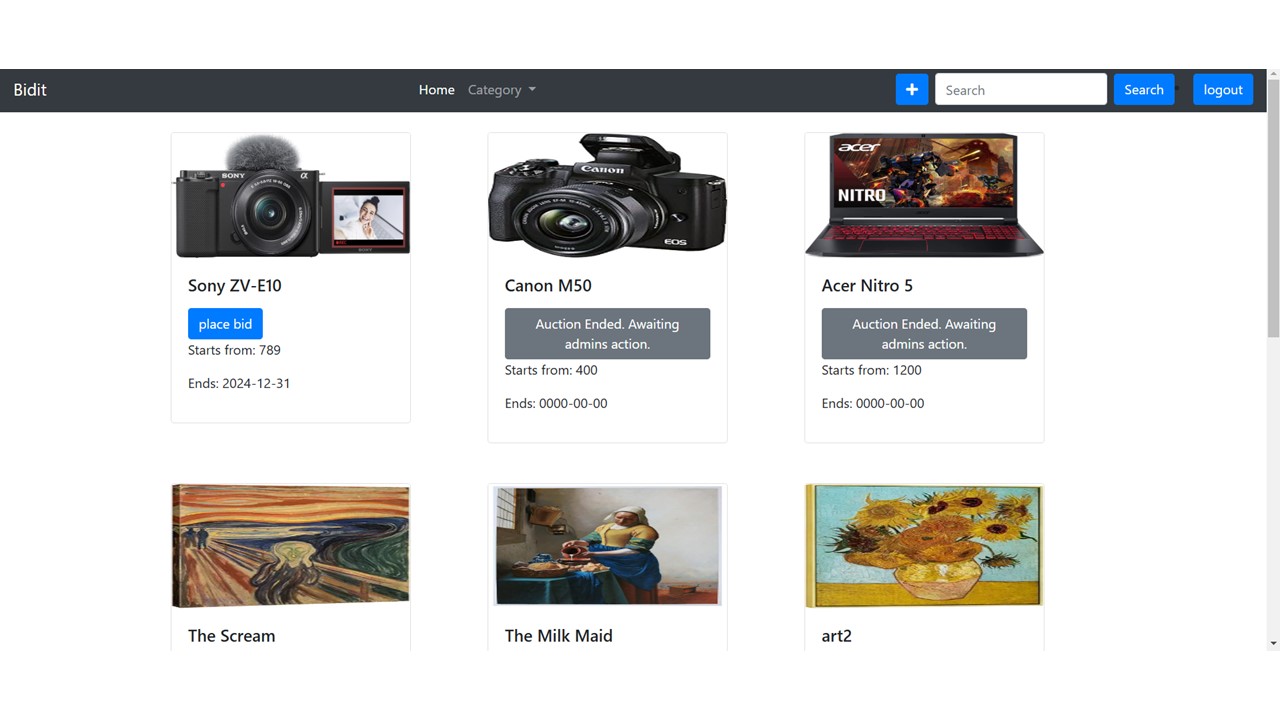 Bidit
Home Category
Search Search logout
SONY α
Canon
EOS
acer
NITRO
Sony ZV-E10
Canon M50
Acer Nitro 5
place bid
Starts from: 789
Ends: 2024-12-31
Auction Ended. Awaiting
admins action.
Starts from: 400
Ends: 0000-00-00
Auction Ended. Awaiting
admins action.
Starts from: 1200
Ends: 0000-00-00
The Scream
The Milk Maid
art2